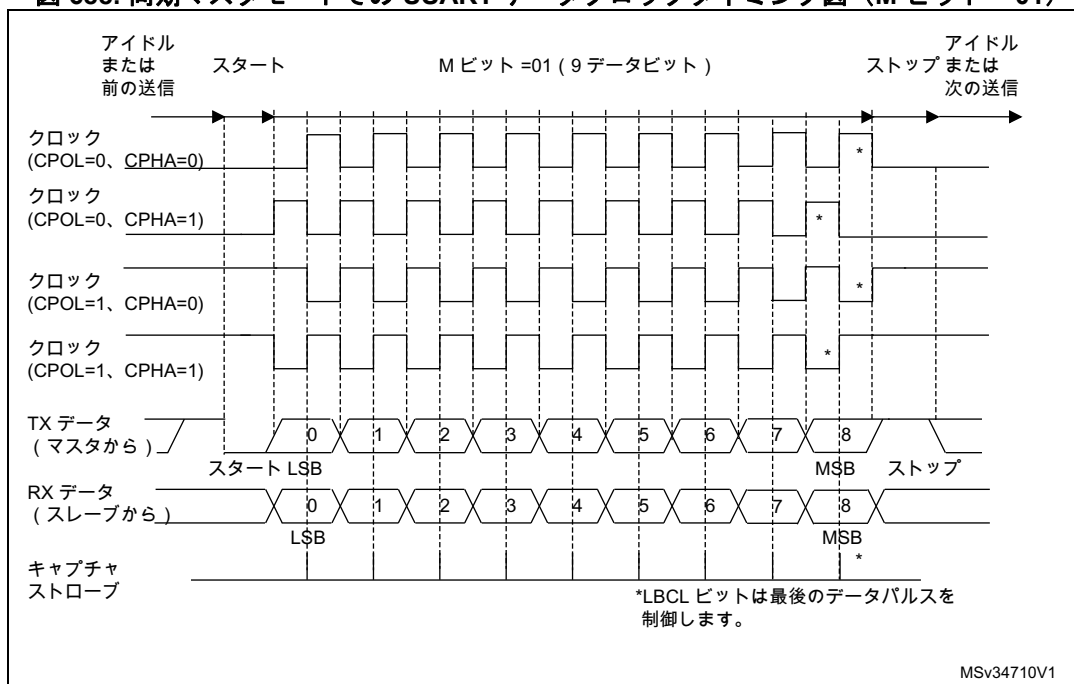 アイドル
または
前の送信
スタート
M ビット =01 ( 9 データビット )
ストップ
アイドル
または
次の送信
クロック
(CPOL=0、CPHA=0)
*
クロック
(CPOL=0、CPHA=1)
*
クロック
(CPOL=1、CPHA=0)
*
クロック
(CPOL=1、CPHA=1)
*
TX データ
( マスタから )
0 1 2 3 4 5 6 7 8
スタート LSB MSB ストップ
RX データ
( スレーブから )
0 1 2 3 4 5 6 7 8
LSB MSB
キャプチャ
ストローブ
*
*LBCL ビットは最後のデータパルスを
制御します。
MSv34710V1